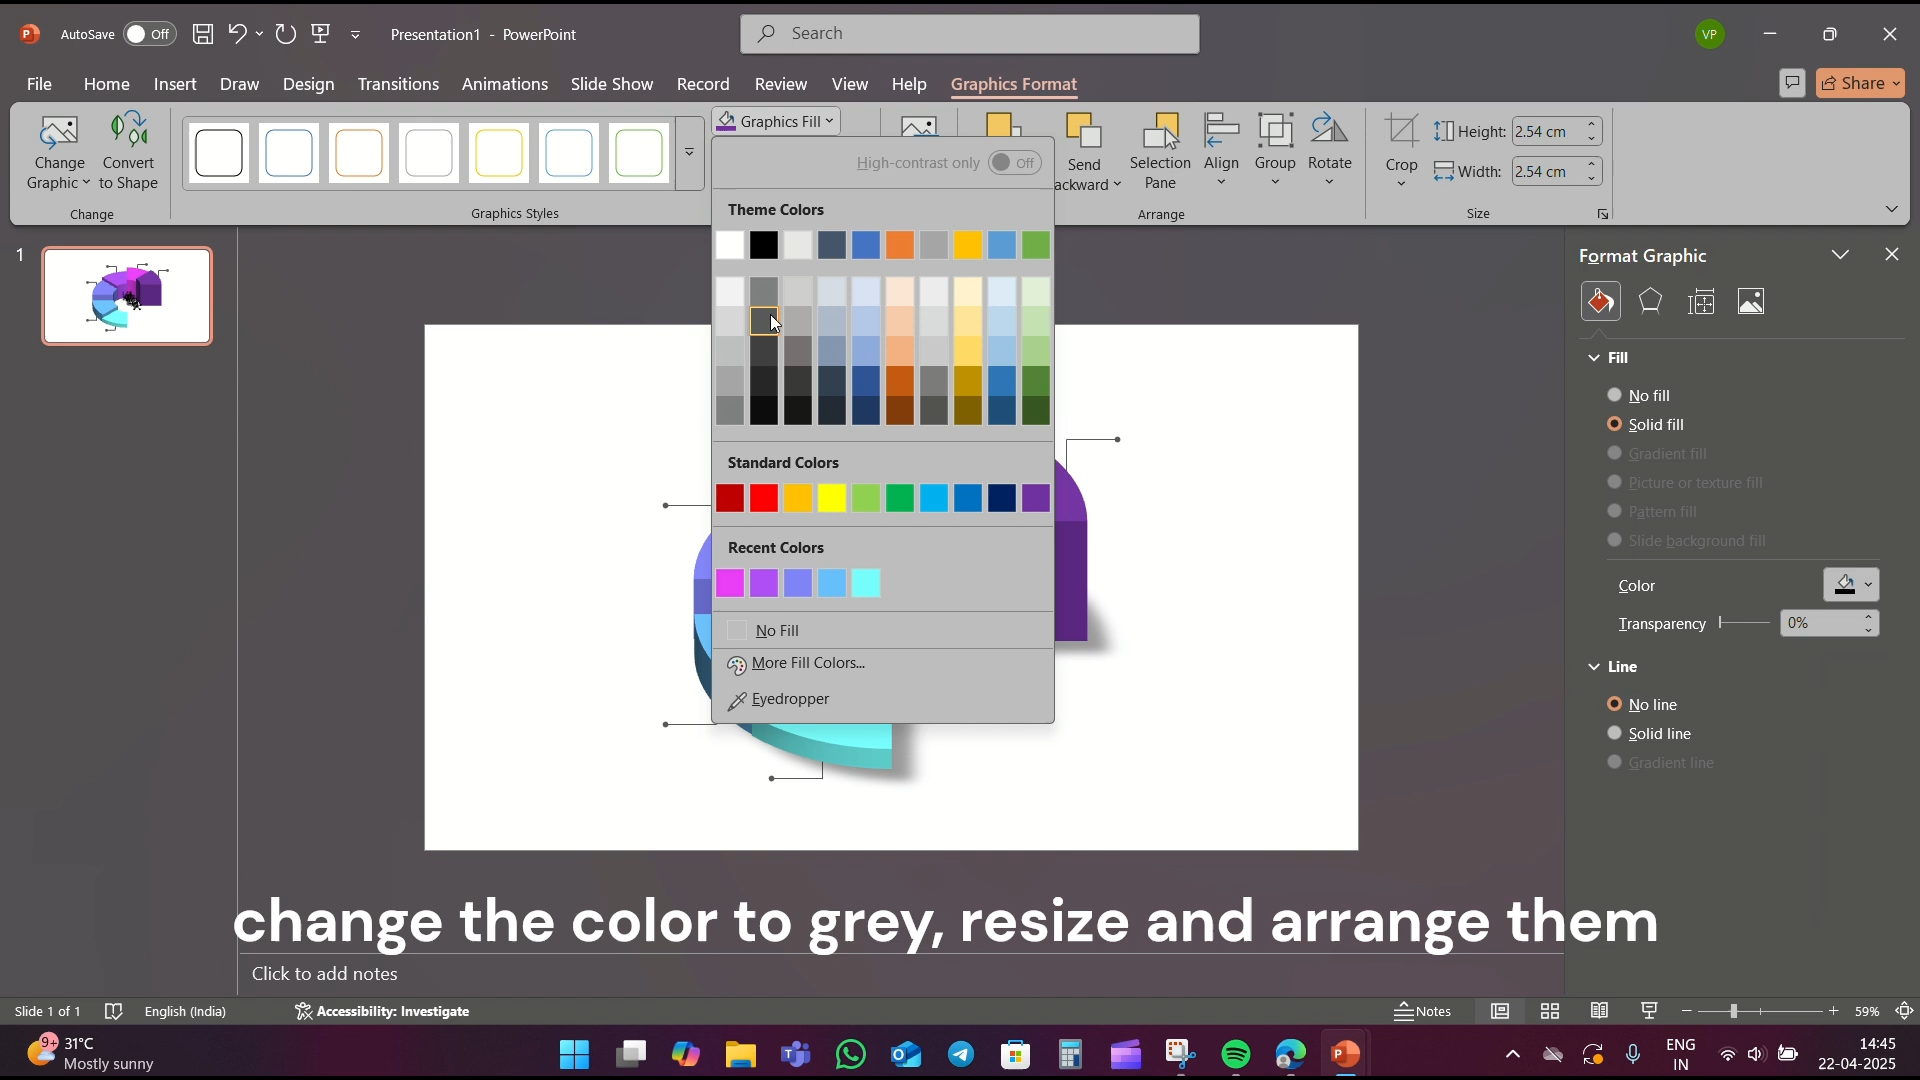 AutoSave Off Presentation1 - PowerPoint Search VP
File Home Insert Draw Design Transitions Animations Slide Show Record Review View Help Graphics Format Share
Change Graphic
Convert to Shape
Change
Graphics Styles
Graphics Fill
Send
ackward
Selection Pane
Align
Group
Rotate
Arrange
Crop
Height: 2.54 cm
Width: 2.54 cm
Size
High-contrast only Off
Theme Colors
Standard Colors
Recent Colors
No Fill
More Fill Colors...
Eyedropper
1
Format Graphic
Fill
No fill
Solid fill
Gradient fill
Picture or texture fill
Pattern fill
Slide background fill
Color
Transparency 0%
Line
No line
Solid line
Gradient line
change the color to grey, resize and arrange them
Click to add notes
Slide 1 of 1 English (India) Accessibility: Investigate Notes 59%
9+ 31°C
Mostly sunny
ENG
IN
14:45
22-04-2025